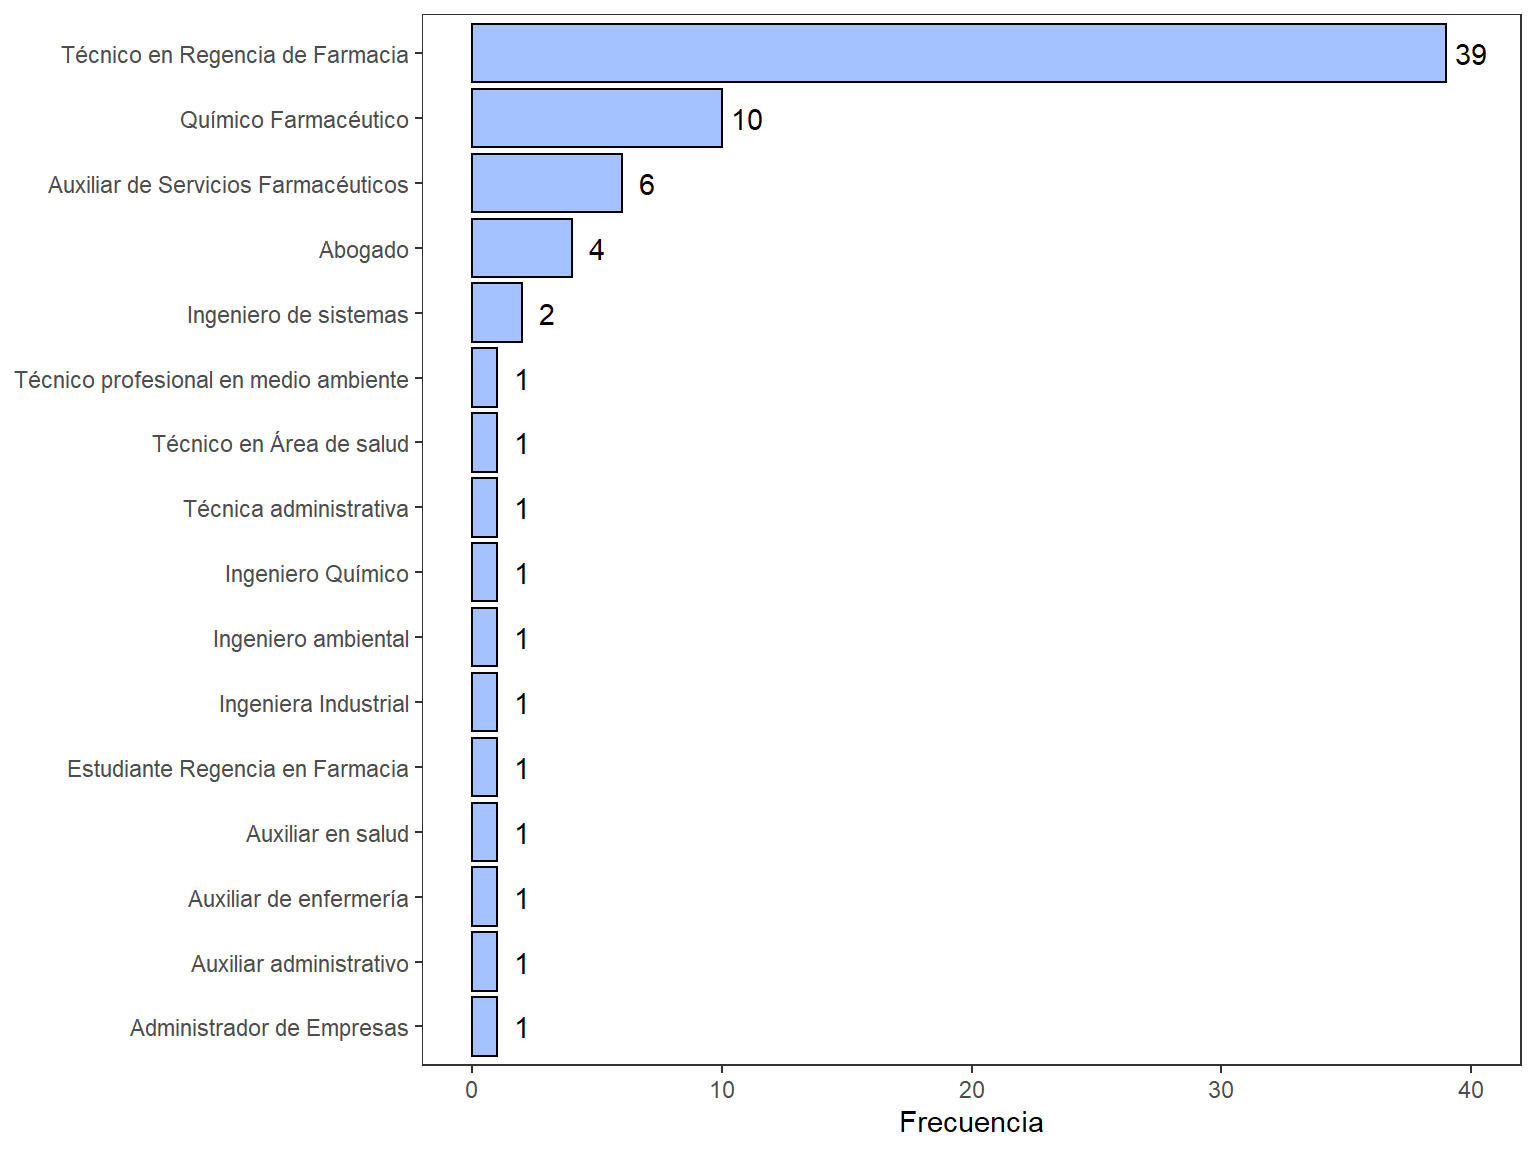 Técnico en Regencia de Farmacia 39
Químico Farmacéutico 10
Auxiliar de Servicios Farmacéuticos 6
Abogado 4
Ingeniero de sistemas 2
Técnico profesional en medio ambiente 1
Técnico en Área de salud 1
Técnica administrativa 1
Ingeniero Químico 1
Ingeniero ambiental 1
Ingeniera Industrial 1
Estudiante Regencia en Farmacia 1
Auxiliar en salud 1
Auxiliar de enfermería 1
Auxiliar administrativo 1
Administrador de Empresas 1
0 10 20 30 40
Frecuencia